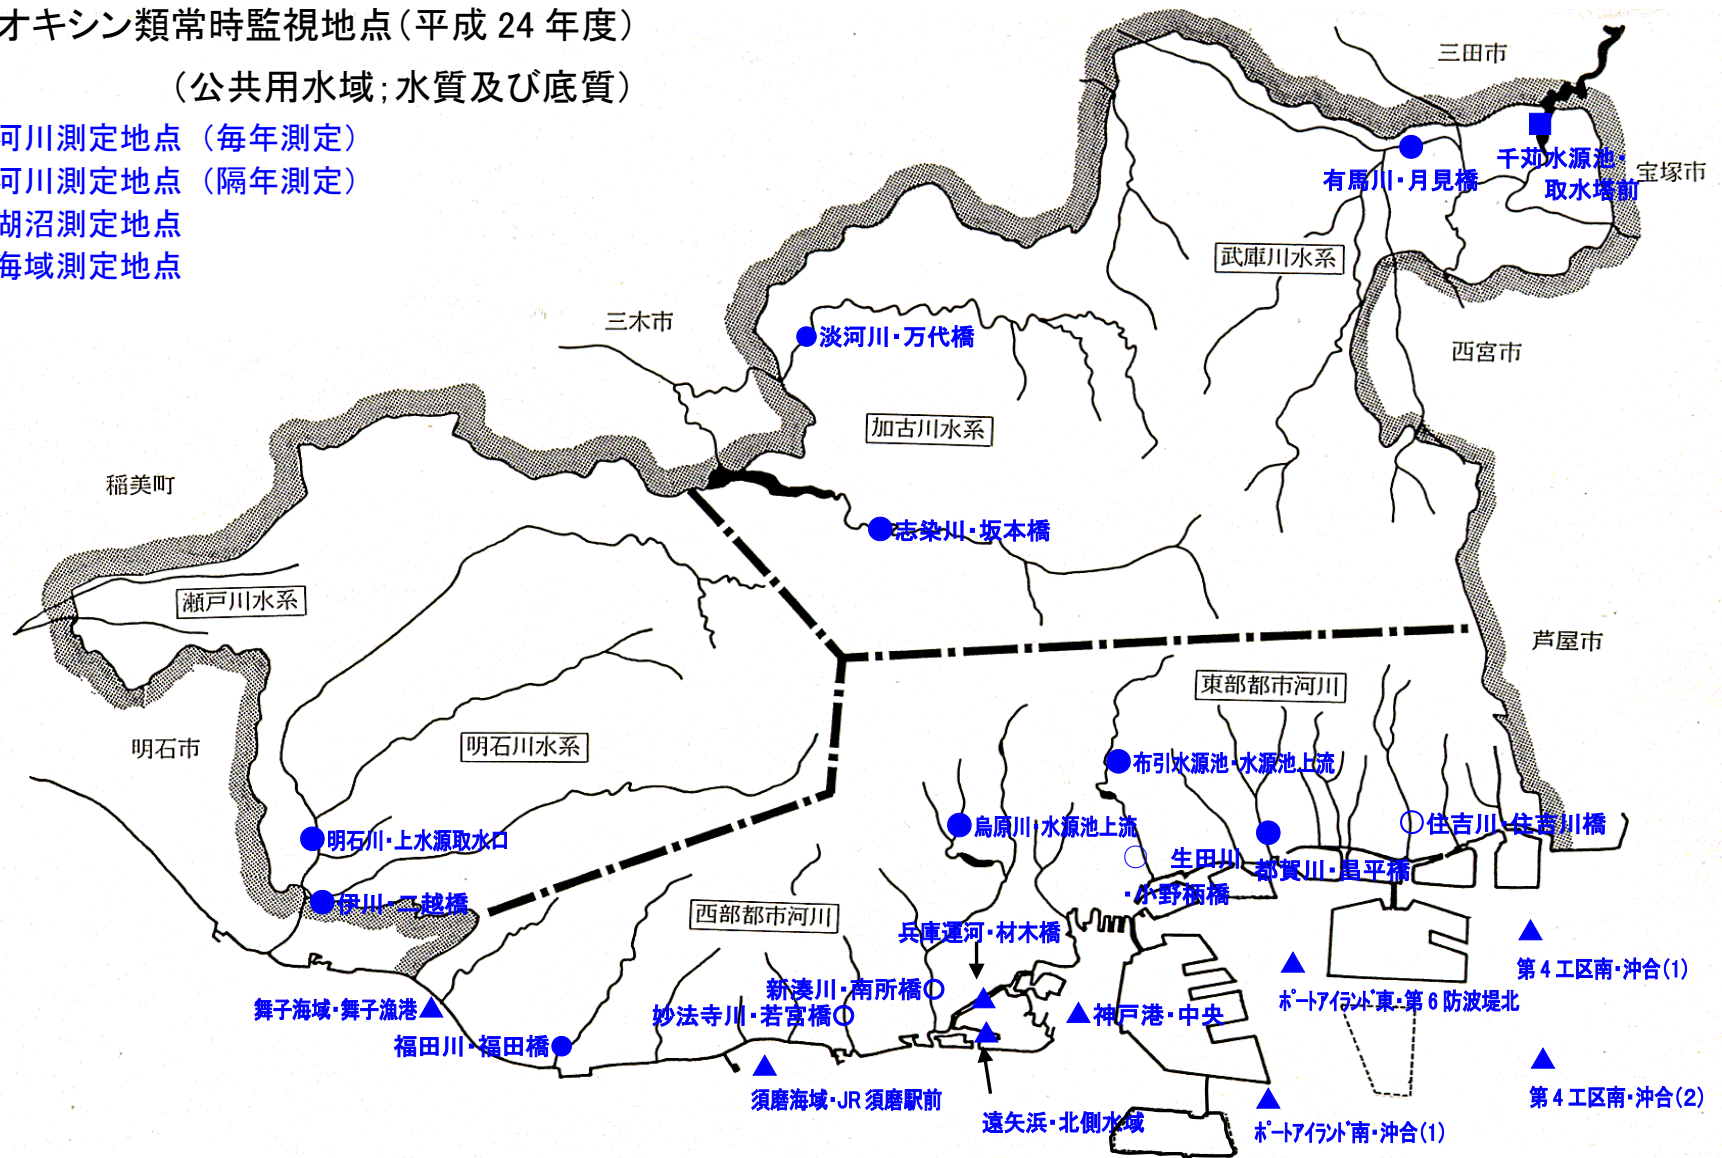 オキシン類常時監視地点(平成 24 年度)
(公共用水域;水質及び底質)
河川測定地点 (毎年測定)
河川測定地点 (隔年測定)
湖沼測定地点
海域測定地点
三田市
千苅水源池・
取水塔前
宝塚市
有馬川・月見橋
武庫川水系
三木市
淡河川・万代橋
西宮市
加古川水系
稲美町
志染川・坂本橋
瀬戸川水系
芦屋市
東部都市河川
明石市
明石川水系
布引水源池・水源池上流
明石川・上水源取水口
烏原川・水源池上流
住吉川・住吉川橋
生田川
・小野柄橋
都賀川・昌平橋
伊川・二越橋
西部都市河川
兵庫運河・材木橋
第4工区南・沖合(1)
新湊川・南所橋
ポートアイランド東・第6防波堤北
舞子海域・舞子漁港
妙法寺川・若宮橋
神戸港・中央
福田川・福田橋
須磨海域・JR須磨駅前
第4工区南・沖合(2)
遠矢浜・北側水域
ポートアイランド南・沖合(1)